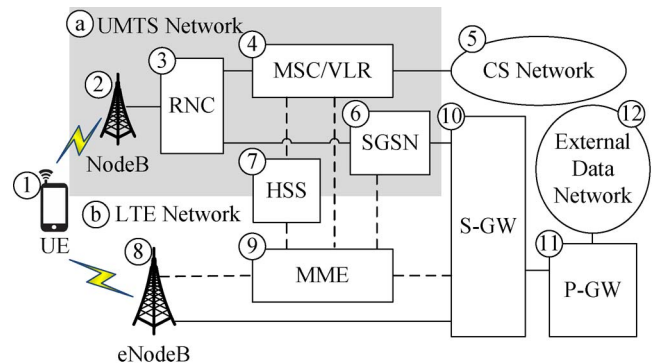 a UMTS Network
4
5
3
MSC/VLR
CS Network
2
RNC
12
6
10
External
Data
Network
NodeB
SGSN
7
1
HSS
b LTE Network
S-GW
UE
8
9
11
MME
P-GW
eNodeB